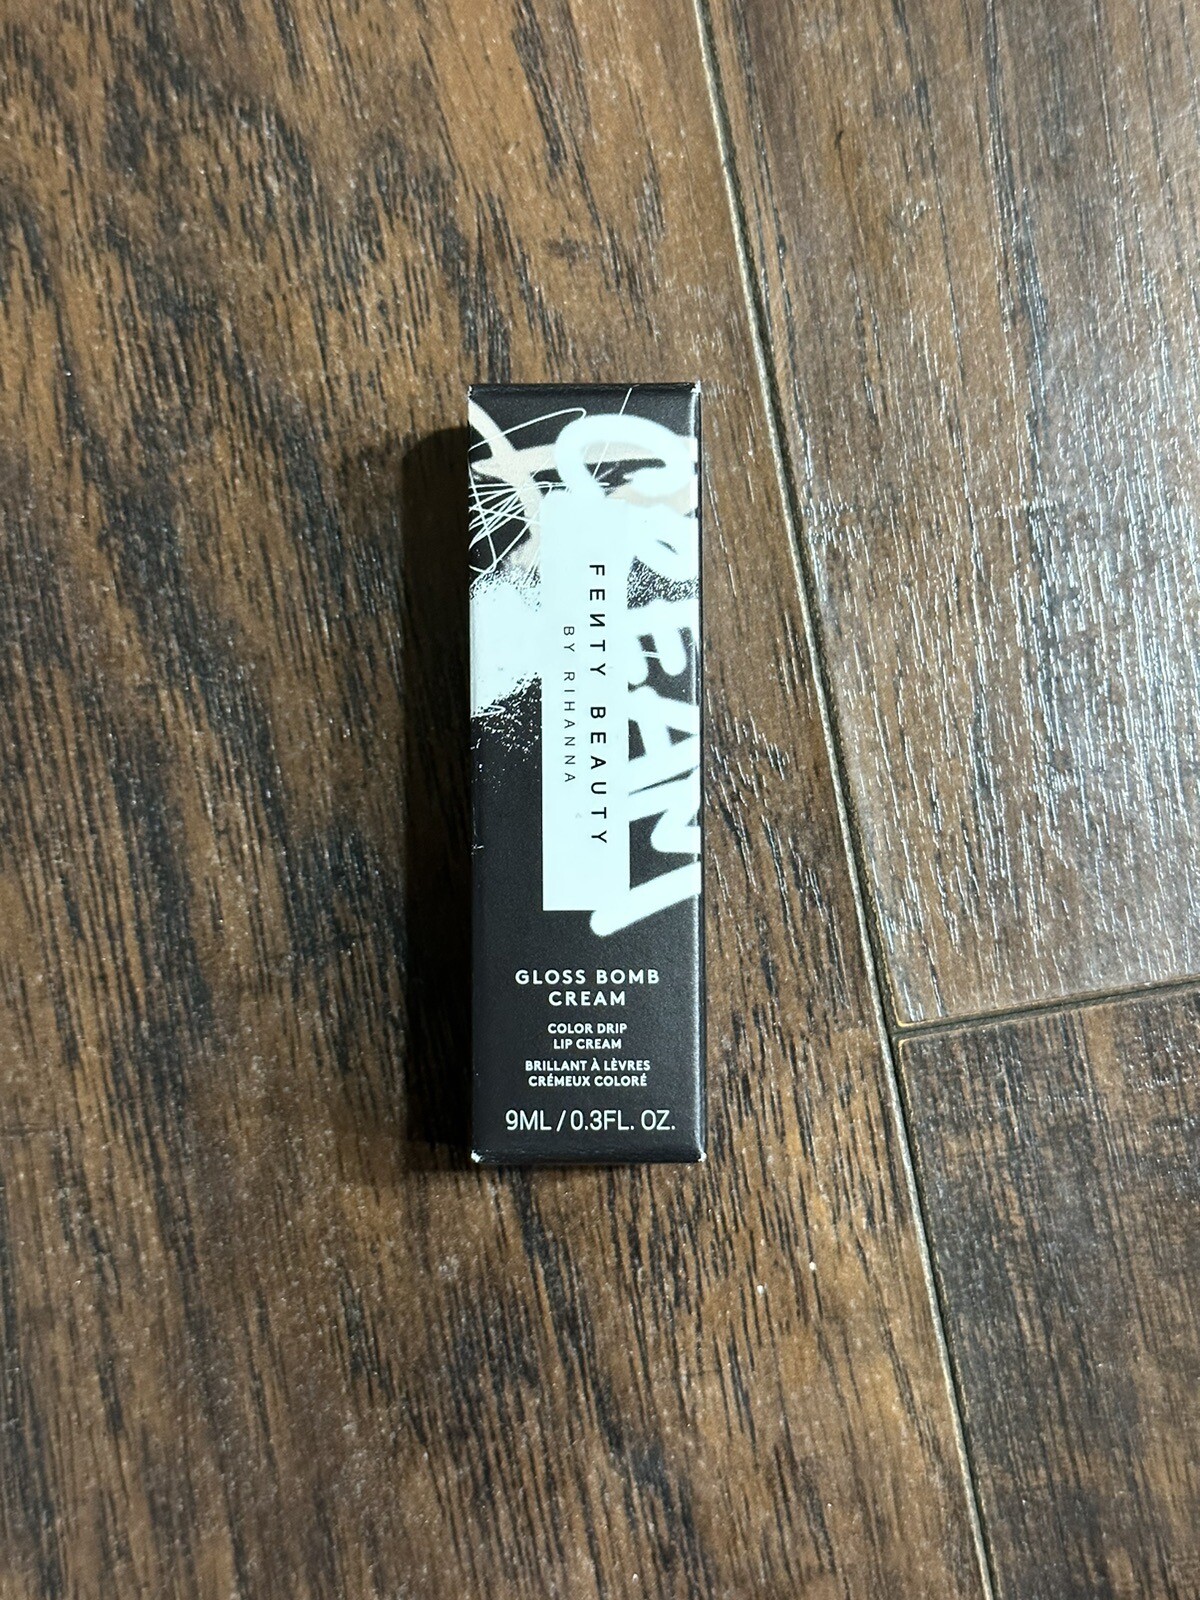 CREAM
FENTY BEAUTY
BY RIHANNA
GLOSS BOMB
CREAM
COLOR DRIP
LIP CREAM
BRILLANT À LÈVRES
CRÉMEUX COLORÉ
9ML / 0.3FL. OZ.